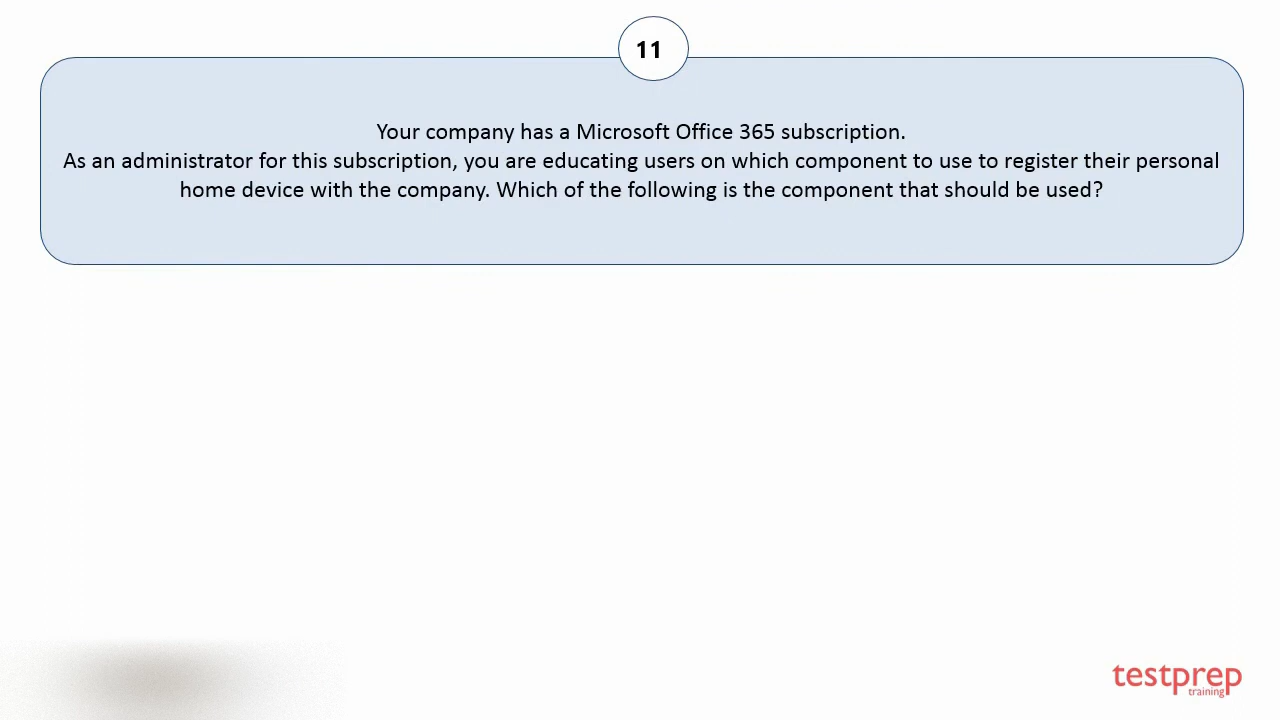 11
Your company has a Microsoft Office 365 subscription.
As an administrator for this subscription, you are educating users on which component to use to register their personal
home device with the company. Which of the following is the component that should be used?
testprep
training